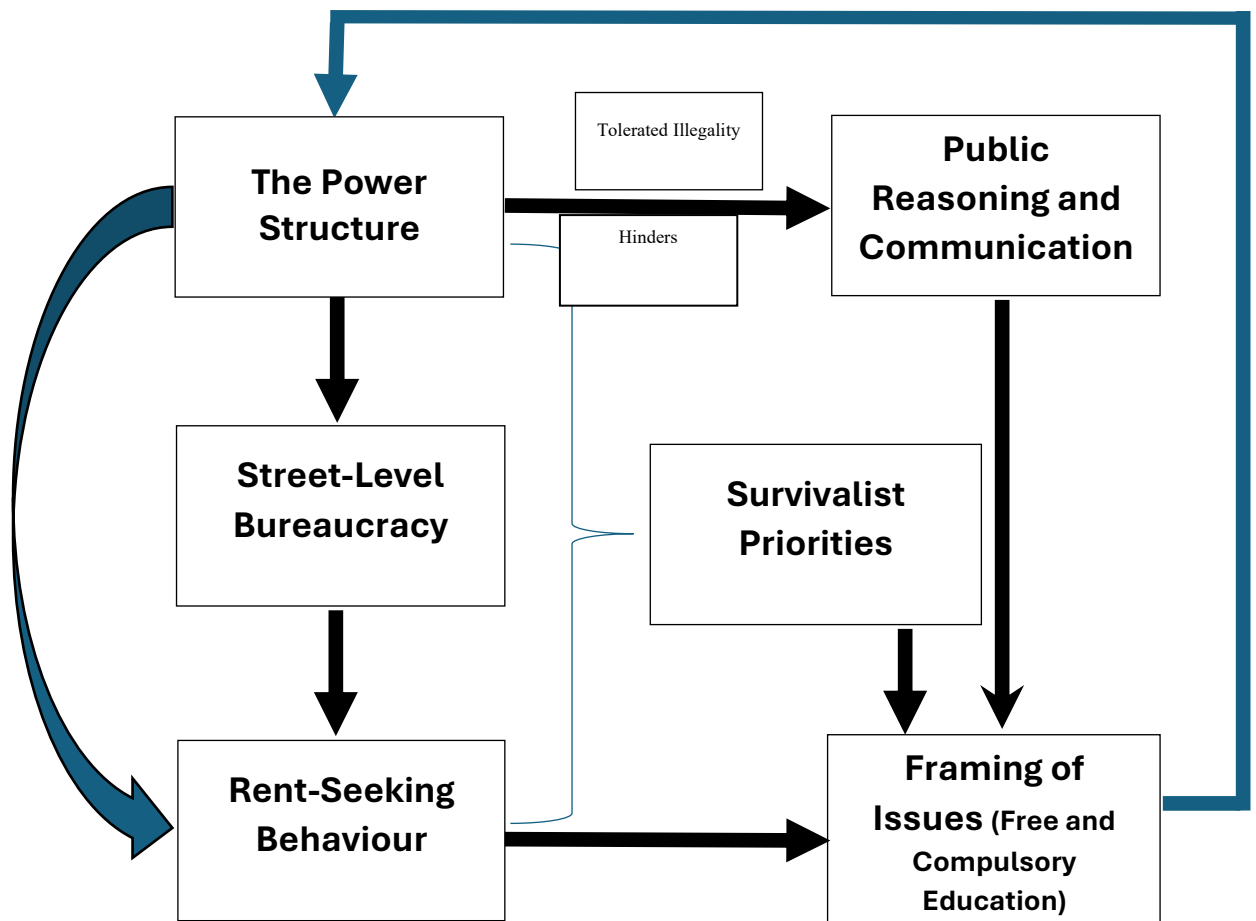 The Power
Structure
Tolerated Illegality
Hinders
Public
Reasoning and
Communication
Street-Level
Bureaucracy
Survivalist
Priorities
Rent-Seeking
Behaviour
Framing of
Issues (Free and
Compulsory
Education)